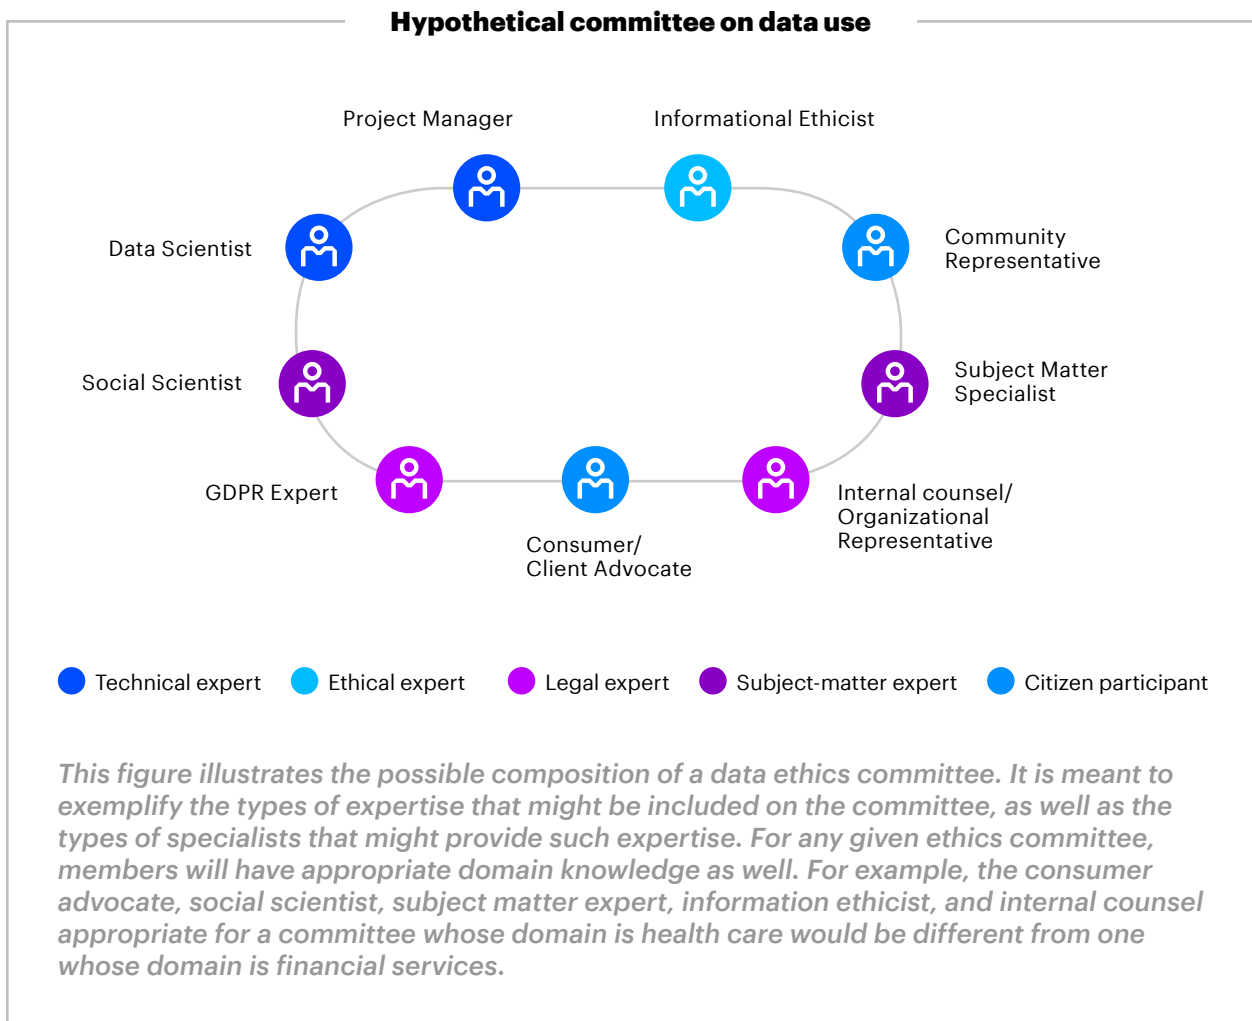 Hypothetical committee on data use
Project Manager
Informational Ethicist
Data Scientist
Community
Representative
Social Scientist
Subject Matter
Specialist
GDPR Expert
Consumer/
Client Advocate
Internal counsel/
Organizational
Representative
Technical expert
Ethical expert
Legal expert
Subject-matter expert
Citizen participant
This figure illustrates the possible composition of a data ethics committee. It is meant to
exemplify the types of expertise that might be included on the committee, as well as the
types of specialists that might provide such expertise. For any given ethics committee,
members will have appropriate domain knowledge as well. For example, the consumer
advocate, social scientist, subject matter expert, information ethicist, and internal counsel
appropriate for a committee whose domain is health care would be different from one
whose domain is financial services.